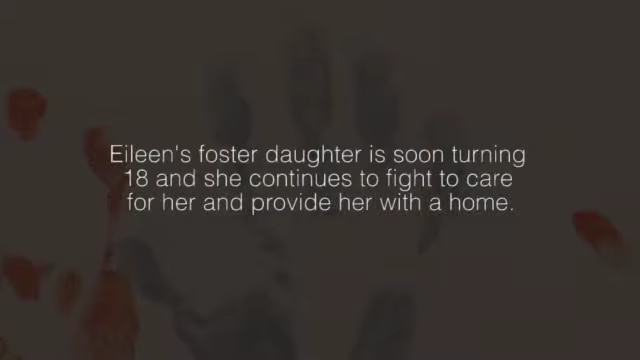 Eileen's foster daughter is soon turning
18 and she continues to fight to care
for her and provide her with a home.